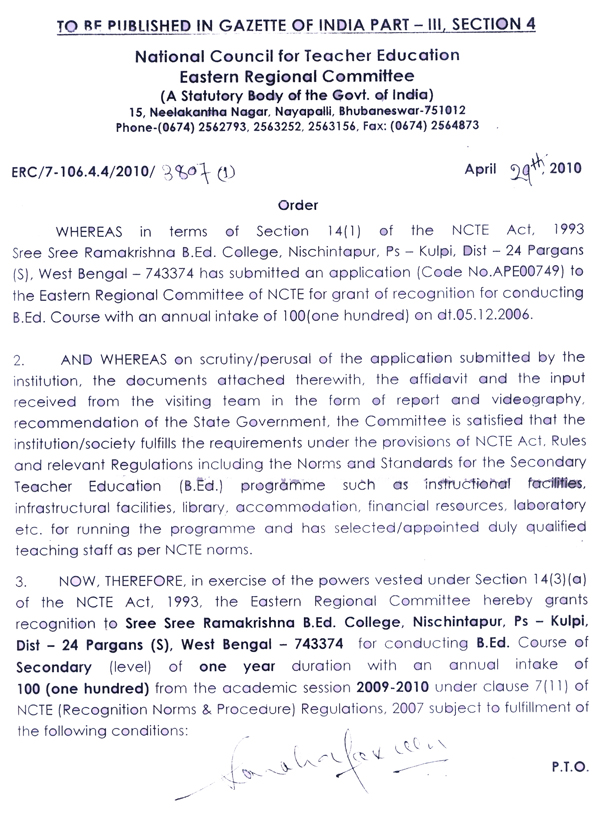 TO BE PUBLISHED IN GAZETTE OF INDIA PART – III, SECTION 4
National Council for Teacher Education
Eastern Regional Committee
(A Statutory Body of the Govt. of India)
15, Neelakantha Nagar, Nayapalli, Bhubaneswar-751012
Phone-(0674) 2562793, 2563252, 2563156, Fax: (0674) 2564873
ERC/7-106.4.4/2010/ 3807 (1) April 29th, 2010
Order
WHEREAS in terms of Section 14(1) of the NCTE Act, 1993
Sree Sree Ramakrishna B.Ed. College, Nischintapur, Ps – Kulpi, Dist – 24 Pargans
(S), West Bengal – 743374 has submitted an application (Code No.APE00749) to
the Eastern Regional Committee of NCTE for grant of recognition for conducting
B.Ed. Course with an annual intake of 100(one hundred) on dt.05.12.2006.
2. AND WHEREAS on scrutiny/perusal of the application submitted by the
institution, the documents attached therewith, the affidavit and the input
received from the visiting team in the form of report and videography,
recommendation of the State Government, the Committee is satisfied that the
institution/society fulfills the requirements under the provisions of NCTE Act, Rules
and relevant Regulations including the Norms and Standards for the Secondary
Teacher Education (B.Ed.) programme such as instructional facilities,
infrastructural facilities, library, accommodation, financial resources, laboratory
etc. for running the programme and has selected/appointed duly qualified
teaching staff as per NCTE norms.
3. NOW, THEREFORE, in exercise of the powers vested under Section 14(3)(a)
of the NCTE Act, 1993, the Eastern Regional Committee hereby grants
recognition to Sree Sree Ramakrishna B.Ed. College, Nischintapur, Ps – Kulpi,
Dist – 24 Pargans (S), West Bengal – 743374 for conducting B.Ed. Course of
Secondary (level) of one year duration with an annual intake of
100 (one hundred) from the academic session 2009-2010 under clause 7(11) of
NCTE (Recognition Norms & Procedure) Regulations, 2007 subject to fulfillment of
the following conditions:
P.T.O.